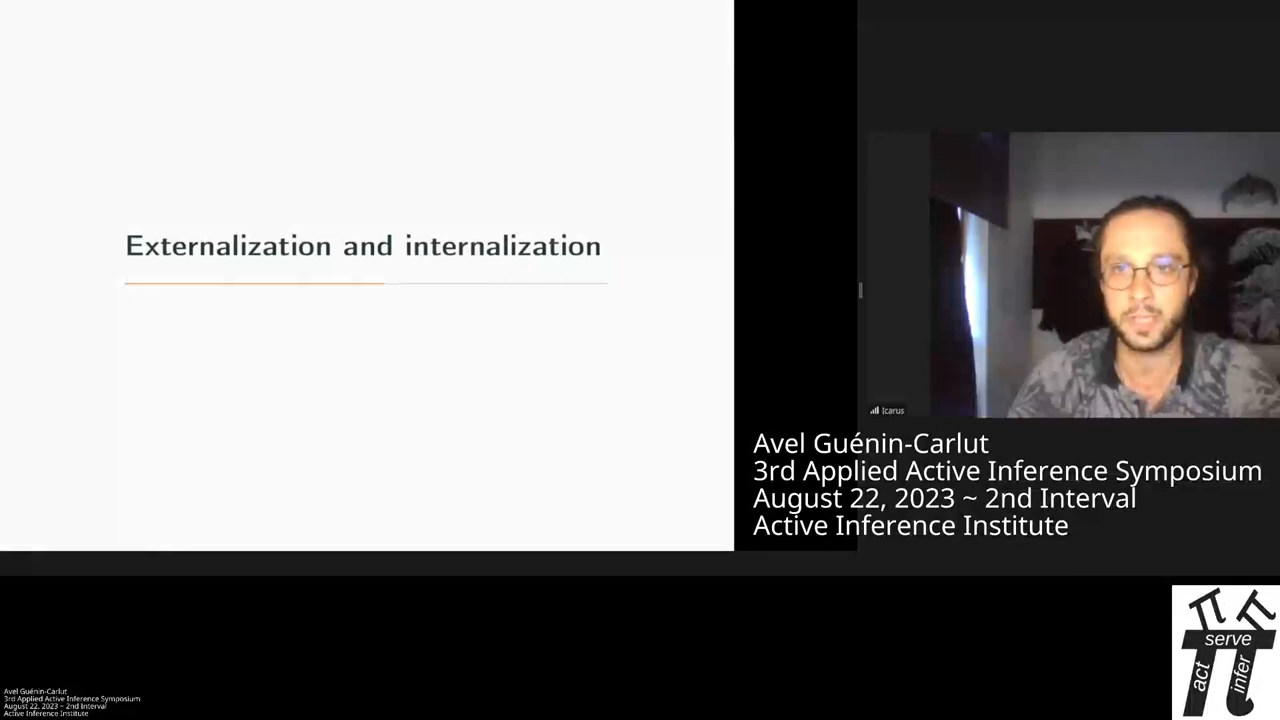 Externalization and internalization
Icarus
Avel Guénin-Carlut
3rd Applied Active Inference Symposium
August 22, 2023 ~ 2nd Interval
Active Inference Institute
serve
act
infer
Avel Guénin-Carlut
3rd Applied Active Inference Symposium
August 22, 2023 ~ 2nd Interval
Active Inference Institute